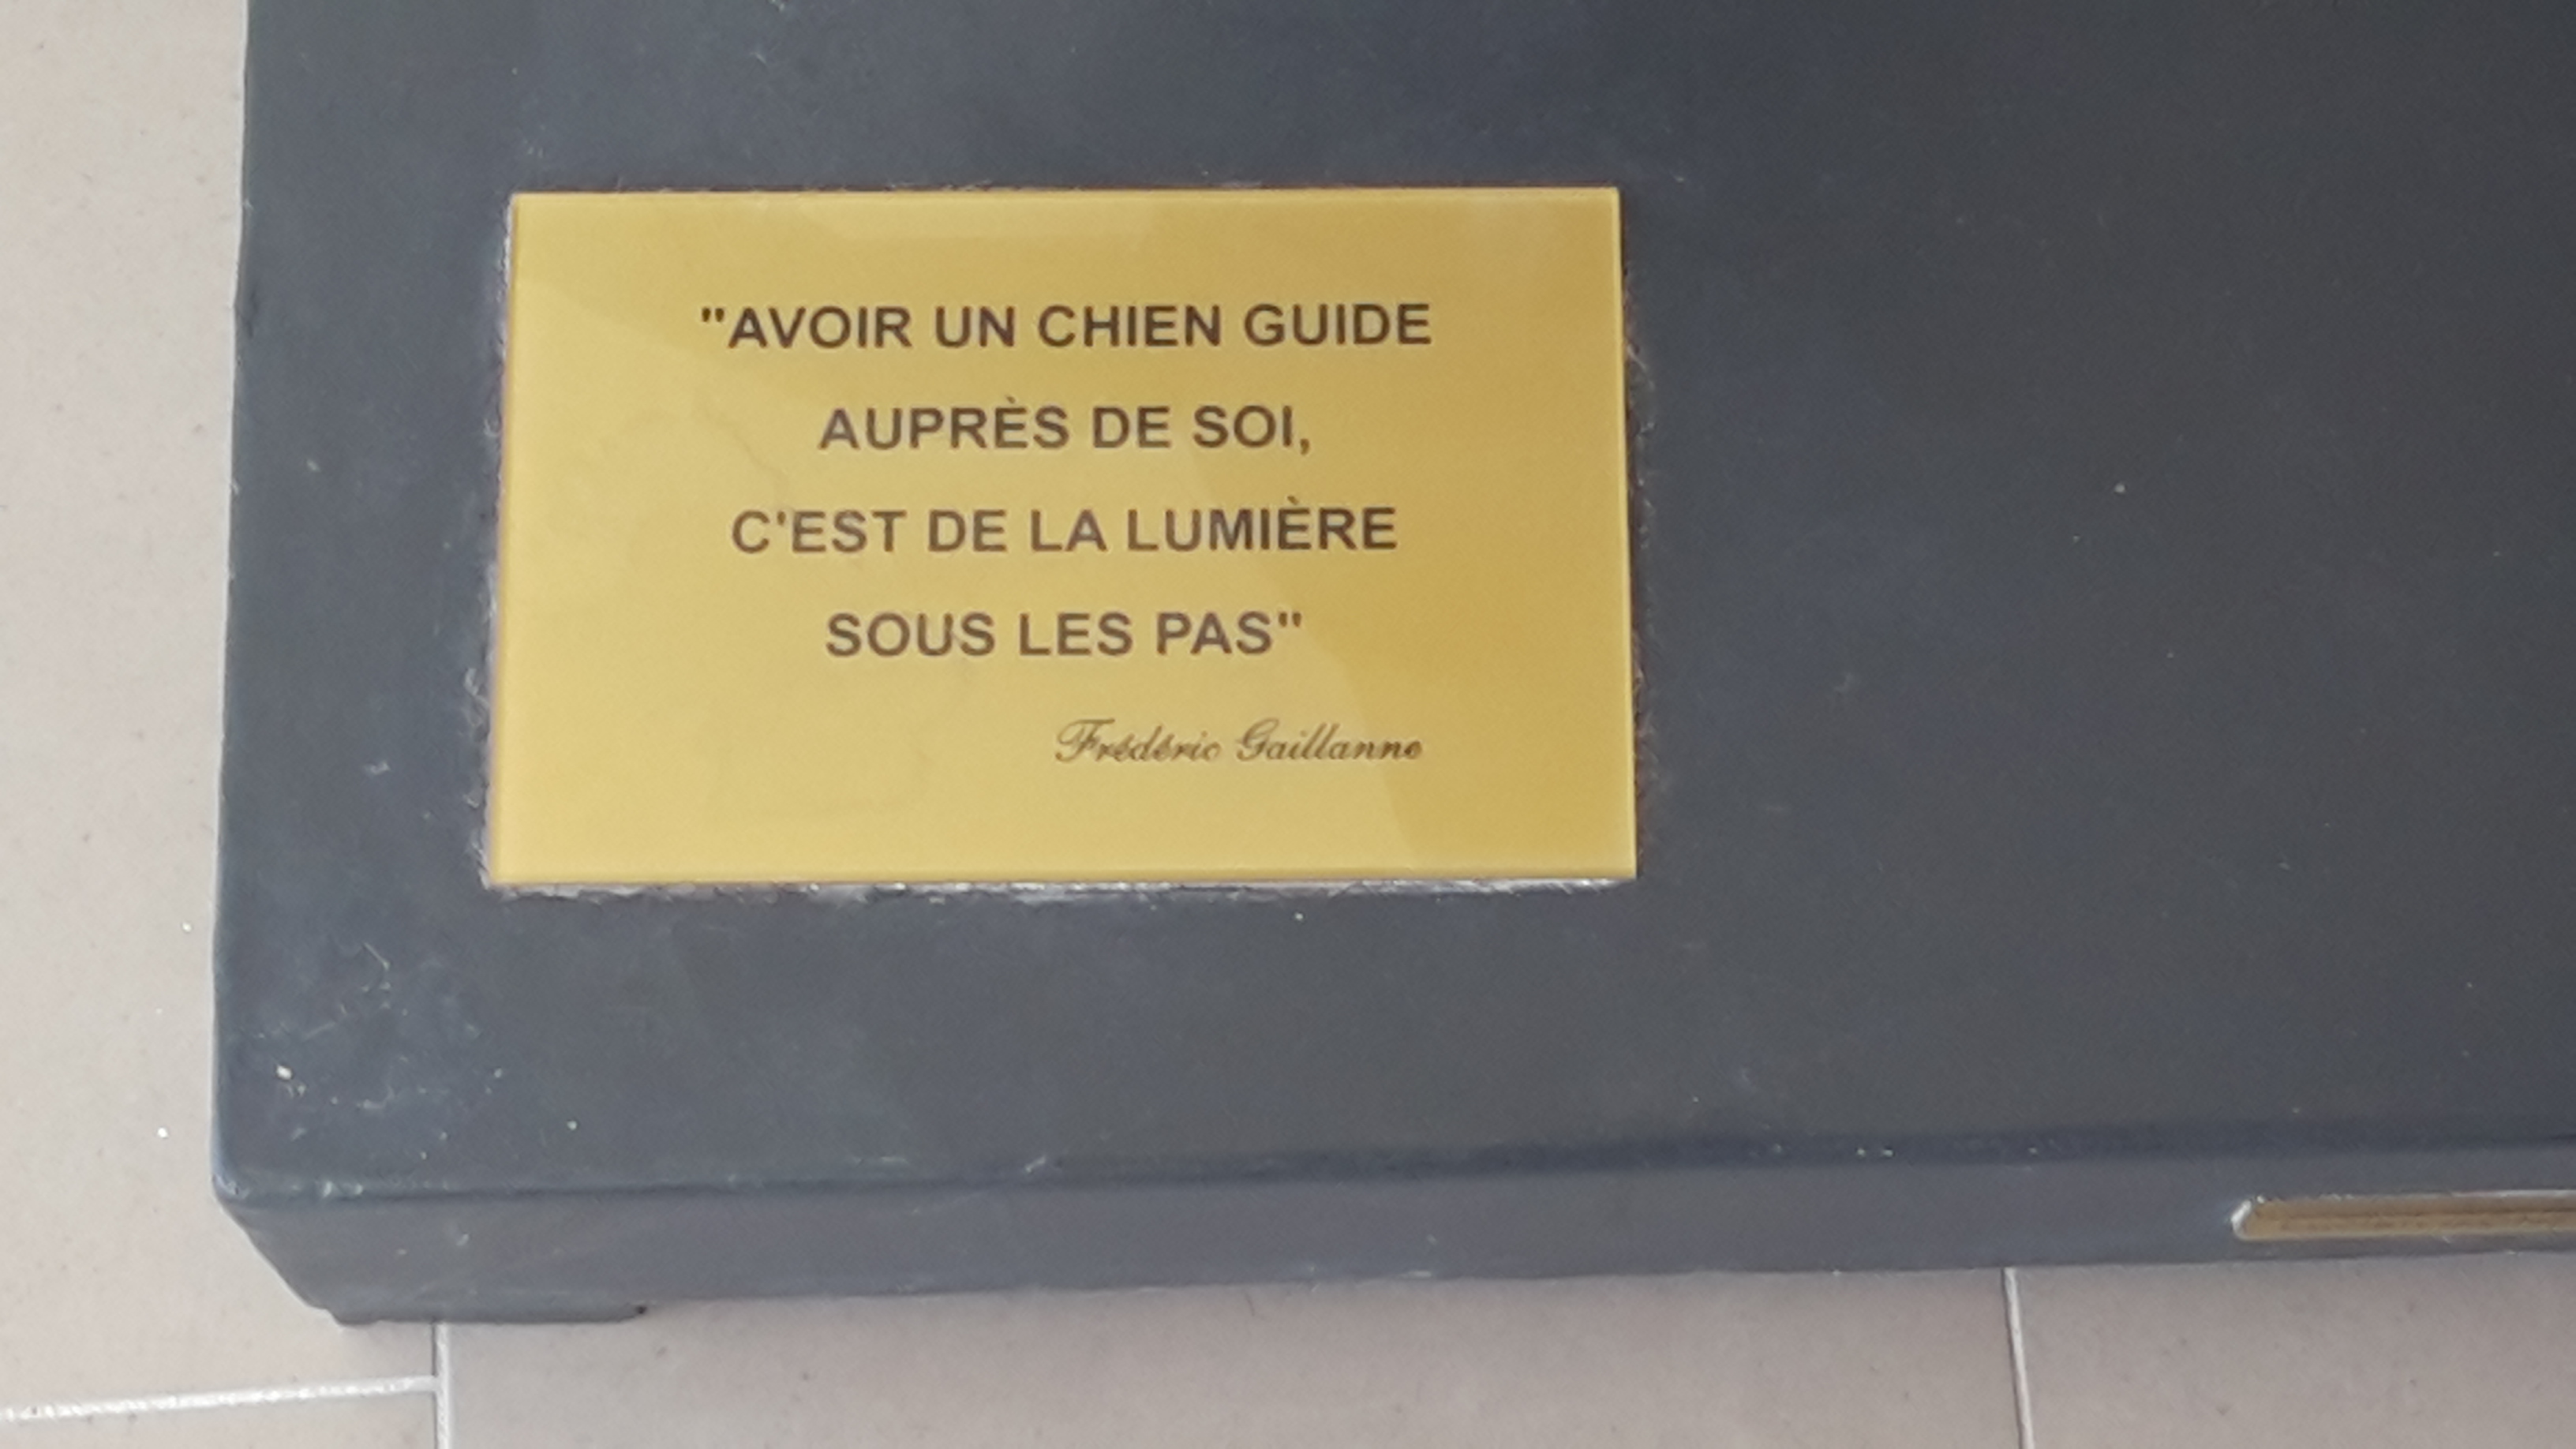 "AVOIR UN CHIEN GUIDE
AUPRÈS DE SOI,
C'EST DE LA LUMIÈRE
SOUS LES PAS"
Frédéric Gaillanne